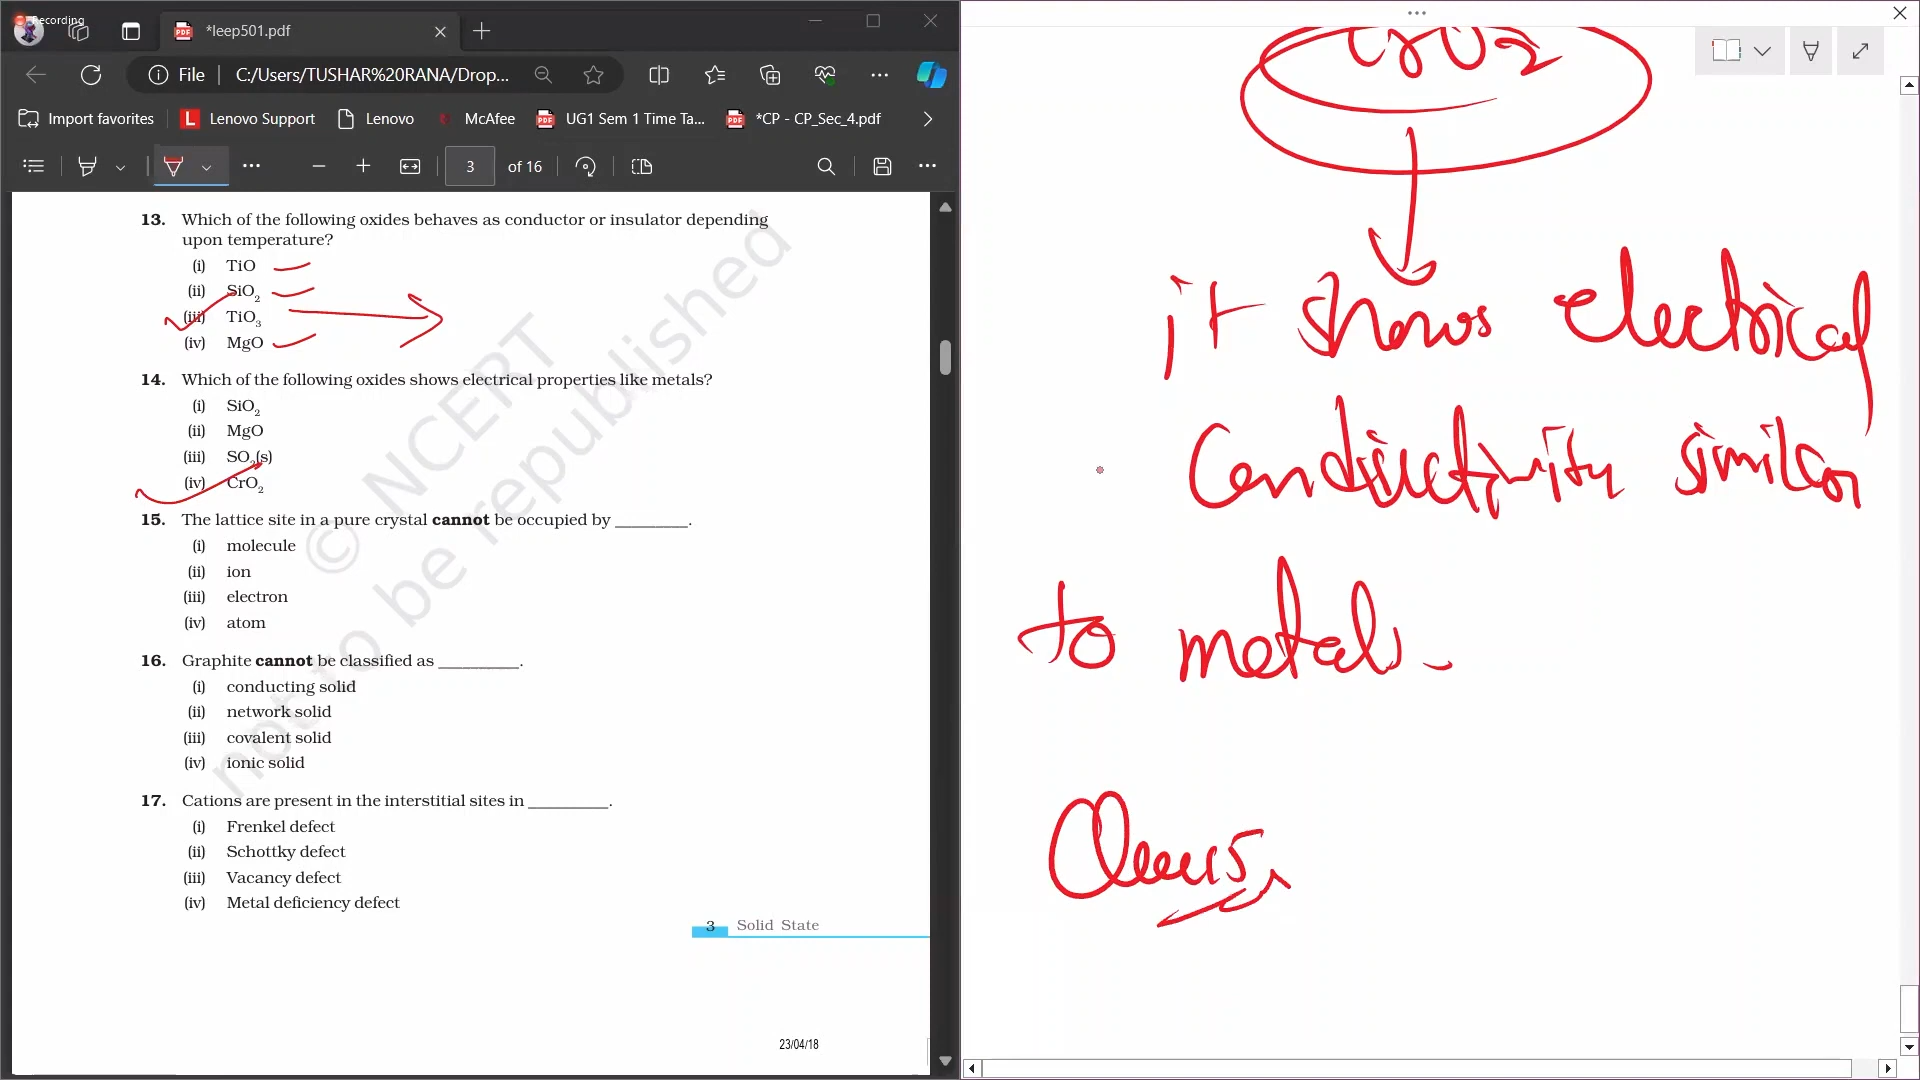 Recording
*leep501.pdf
File
C:/Users/TUSHAR%20RANA/Drop...
Import favorites
Lenovo Support
Lenovo
McAfee
UG1 Sem 1 Time Ta...
*CP - CP_Sec_4.pdf
3 of 16
13. Which of the following oxides behaves as conductor or insulator depending
upon temperature?
(i) TiO
(ii) SiO₂
(iii) TiO₃
(iv) MgO
14. Which of the following oxides shows electrical properties like metals?
(i) SiO₂
(ii) MgO
(iii) SO₂(s)
(iv) CrO₂
15. The lattice site in a pure crystal cannot be occupied by _________.
(i) molecule
(ii) ion
(iii) electron
(iv) atom
16. Graphite cannot be classified as __________.
(i) conducting solid
(ii) network solid
(iii) covalent solid
(iv) ionic solid
17. Cations are present in the interstitial sites in __________.
(i) Frenkel defect
(ii) Schottky defect
(iii) Vacancy defect
(iv) Metal deficiency defect
3 Solid State
23/04/18
© NCERT
not to be republished
CrO2
it shows electrical
Conductivity similar
to metals.